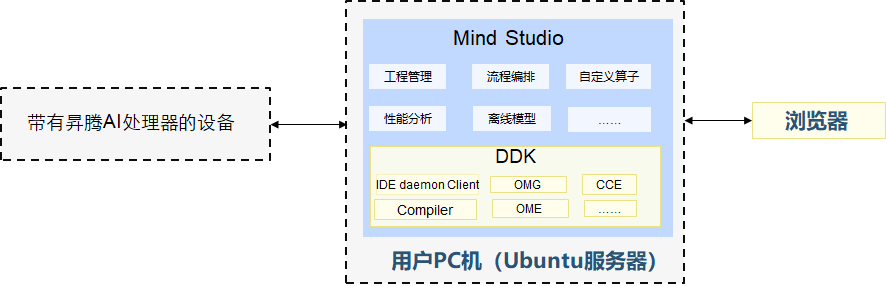 Mind Studio
工程管理
流程编排
自定义算子
带有昇腾AI处理器的设备
性能分析
离线模型
……
浏览器
DDK
IDE daemon Client
OMG
CCE
Compiler
OME
……
用户PC机（Ubuntu服务器）